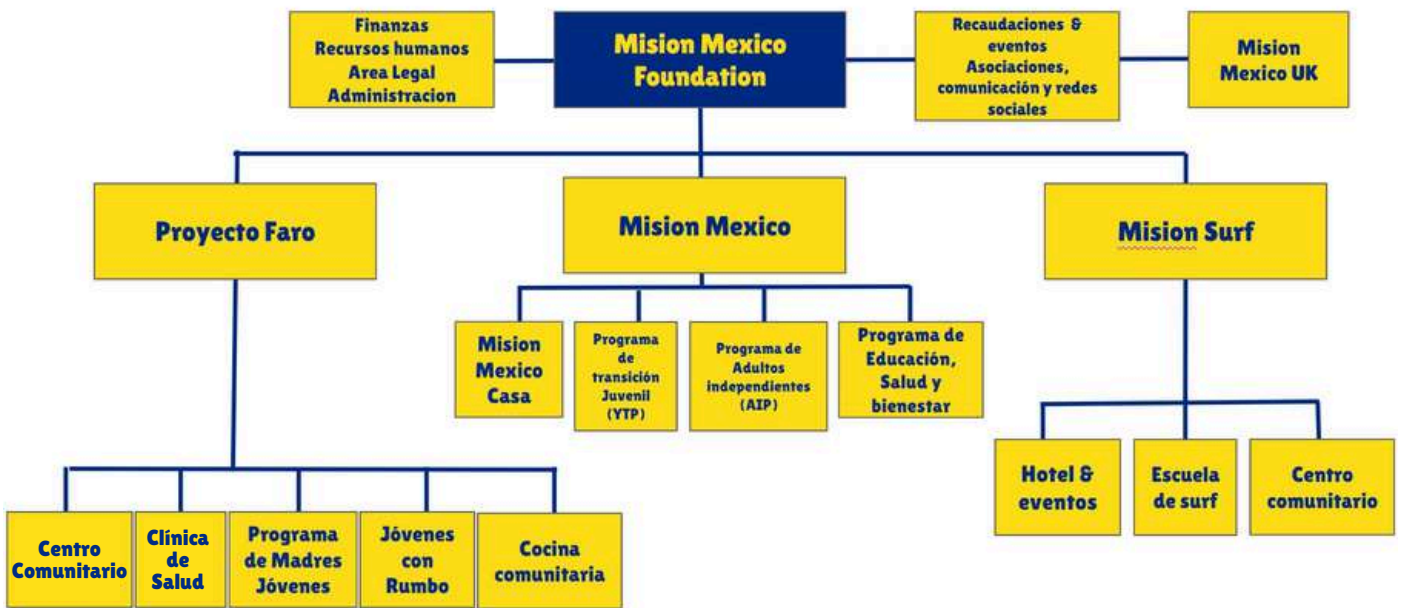 Finanzas
Recursos humanos
Area Legal
Administracion
Mision Mexico
Foundation
Recaudaciones &
eventos
Asociaciones,
comunicación y redes
sociales
Mision
Mexico UK
Proyecto Faro
Mision Mexico
Mision Surf
Mision
Mexico
Casa
Programa
de
transición
Juvenil
(YTP)
Programa de
Adultos
independientes
(AIP)
Programa de
Educación,
Salud y
bienestar
Hotel &
eventos
Escuela
de surf
Centro
comunitario
Centro
Comunitario
Clínica
de
Salud
Programa
de Madres
Jóvenes
Jóvenes
con
Rumbo
Cocina
comunitaria